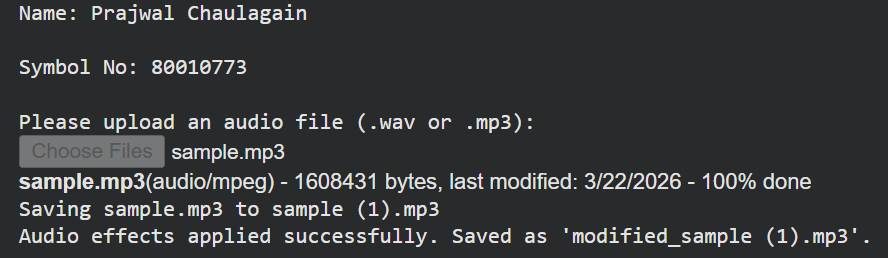 Name: Prajwal Chaulagain
Symbol No: 80010773
Please upload an audio file (.wav or .mp3):
Choose Files sample.mp3
sample.mp3(audio/mpeg) - 1608431 bytes, last modified: 3/22/2026 - 100% done
Saving sample.mp3 to sample (1).mp3
Audio effects applied successfully. Saved as 'modified_sample (1).mp3'.